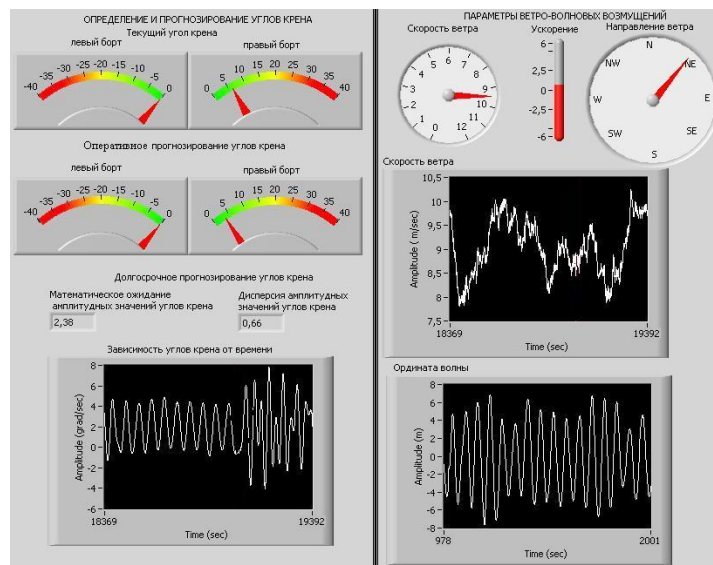 ОПРЕДЕЛЕНИЕ И ПРОГНОЗИРОВАНИЕ УГЛОВ КРЕНА
Текущий угол крена
левый борт
правый борт
-40 -35 -30 -25 -20 -15 -10 -5 0
0 5 10 15 20 25 30 35 40
Оперативное прогнозирование углов крена
левый борт
правый борт
-40 -35 -30 -25 -20 -15 -10 -5 0
0 5 10 15 20 25 30 35 40
Долгосрочное прогнозирование углов крена
Математическое ожидание
амплитудных значений углов крена
2,38
Дисперсия амплитудных
значений углов крена
0,66
Зависимость углов крена от времени
Amplitude (grad/sec)
8
6
4
2
0
-2
-4
-6
18369 19392
Time (sec)
ПАРАМЕТРЫ ВЕТРО-ВОЛНОВЫХ ВОЗМУЩЕНИЙ
Скорость ветра
0 1 2 3 4 5 6 7 8 9 10 11 12
Ускорение
6
2,5
0
-2,5
-6
Направление ветра
N
NE
E
SE
S
SW
W
NW
Скорость ветра
Amplitude ( m/sec)
10,5
10
9,5
9
8,5
8
7,5
18369 19392
Time (sec)
Ордината волны
Amplitude (m)
8
6
4
2
0
-2
-4
-6
-8
978 2001
Time (sec)